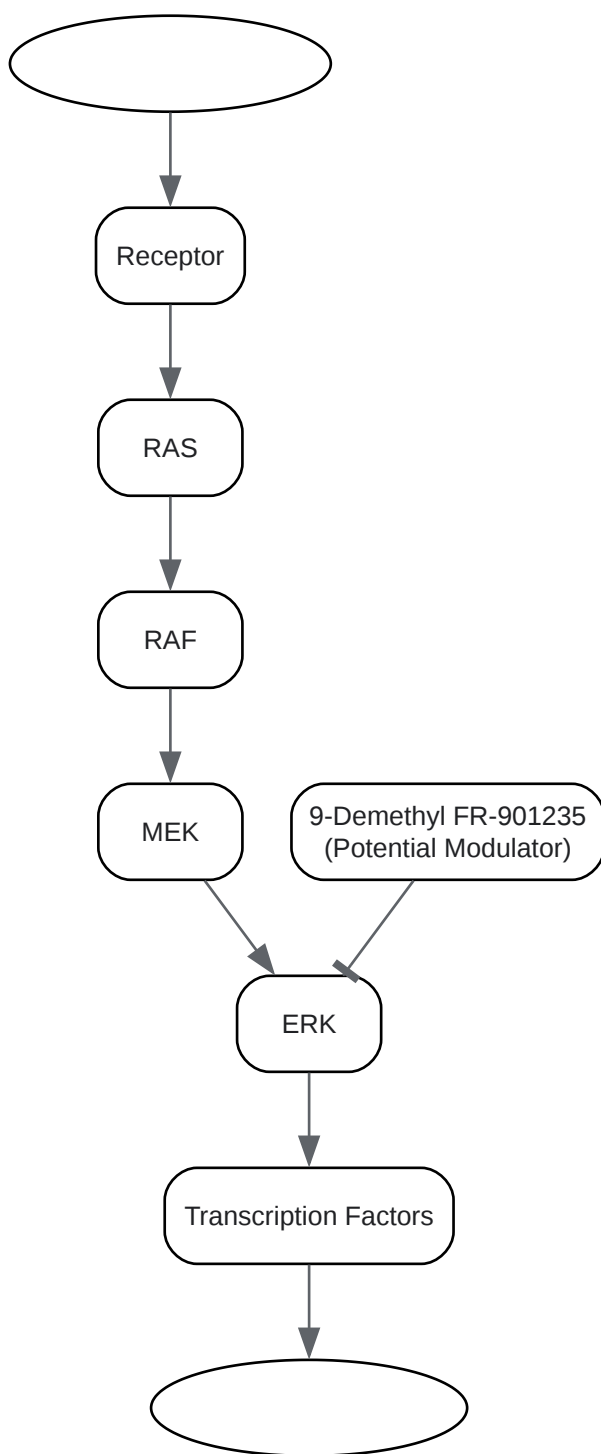 Receptor
RAS
RAF
MEK
9-Demethyl FR-901235
(Potential Modulator)
ERK
Transcription Factors